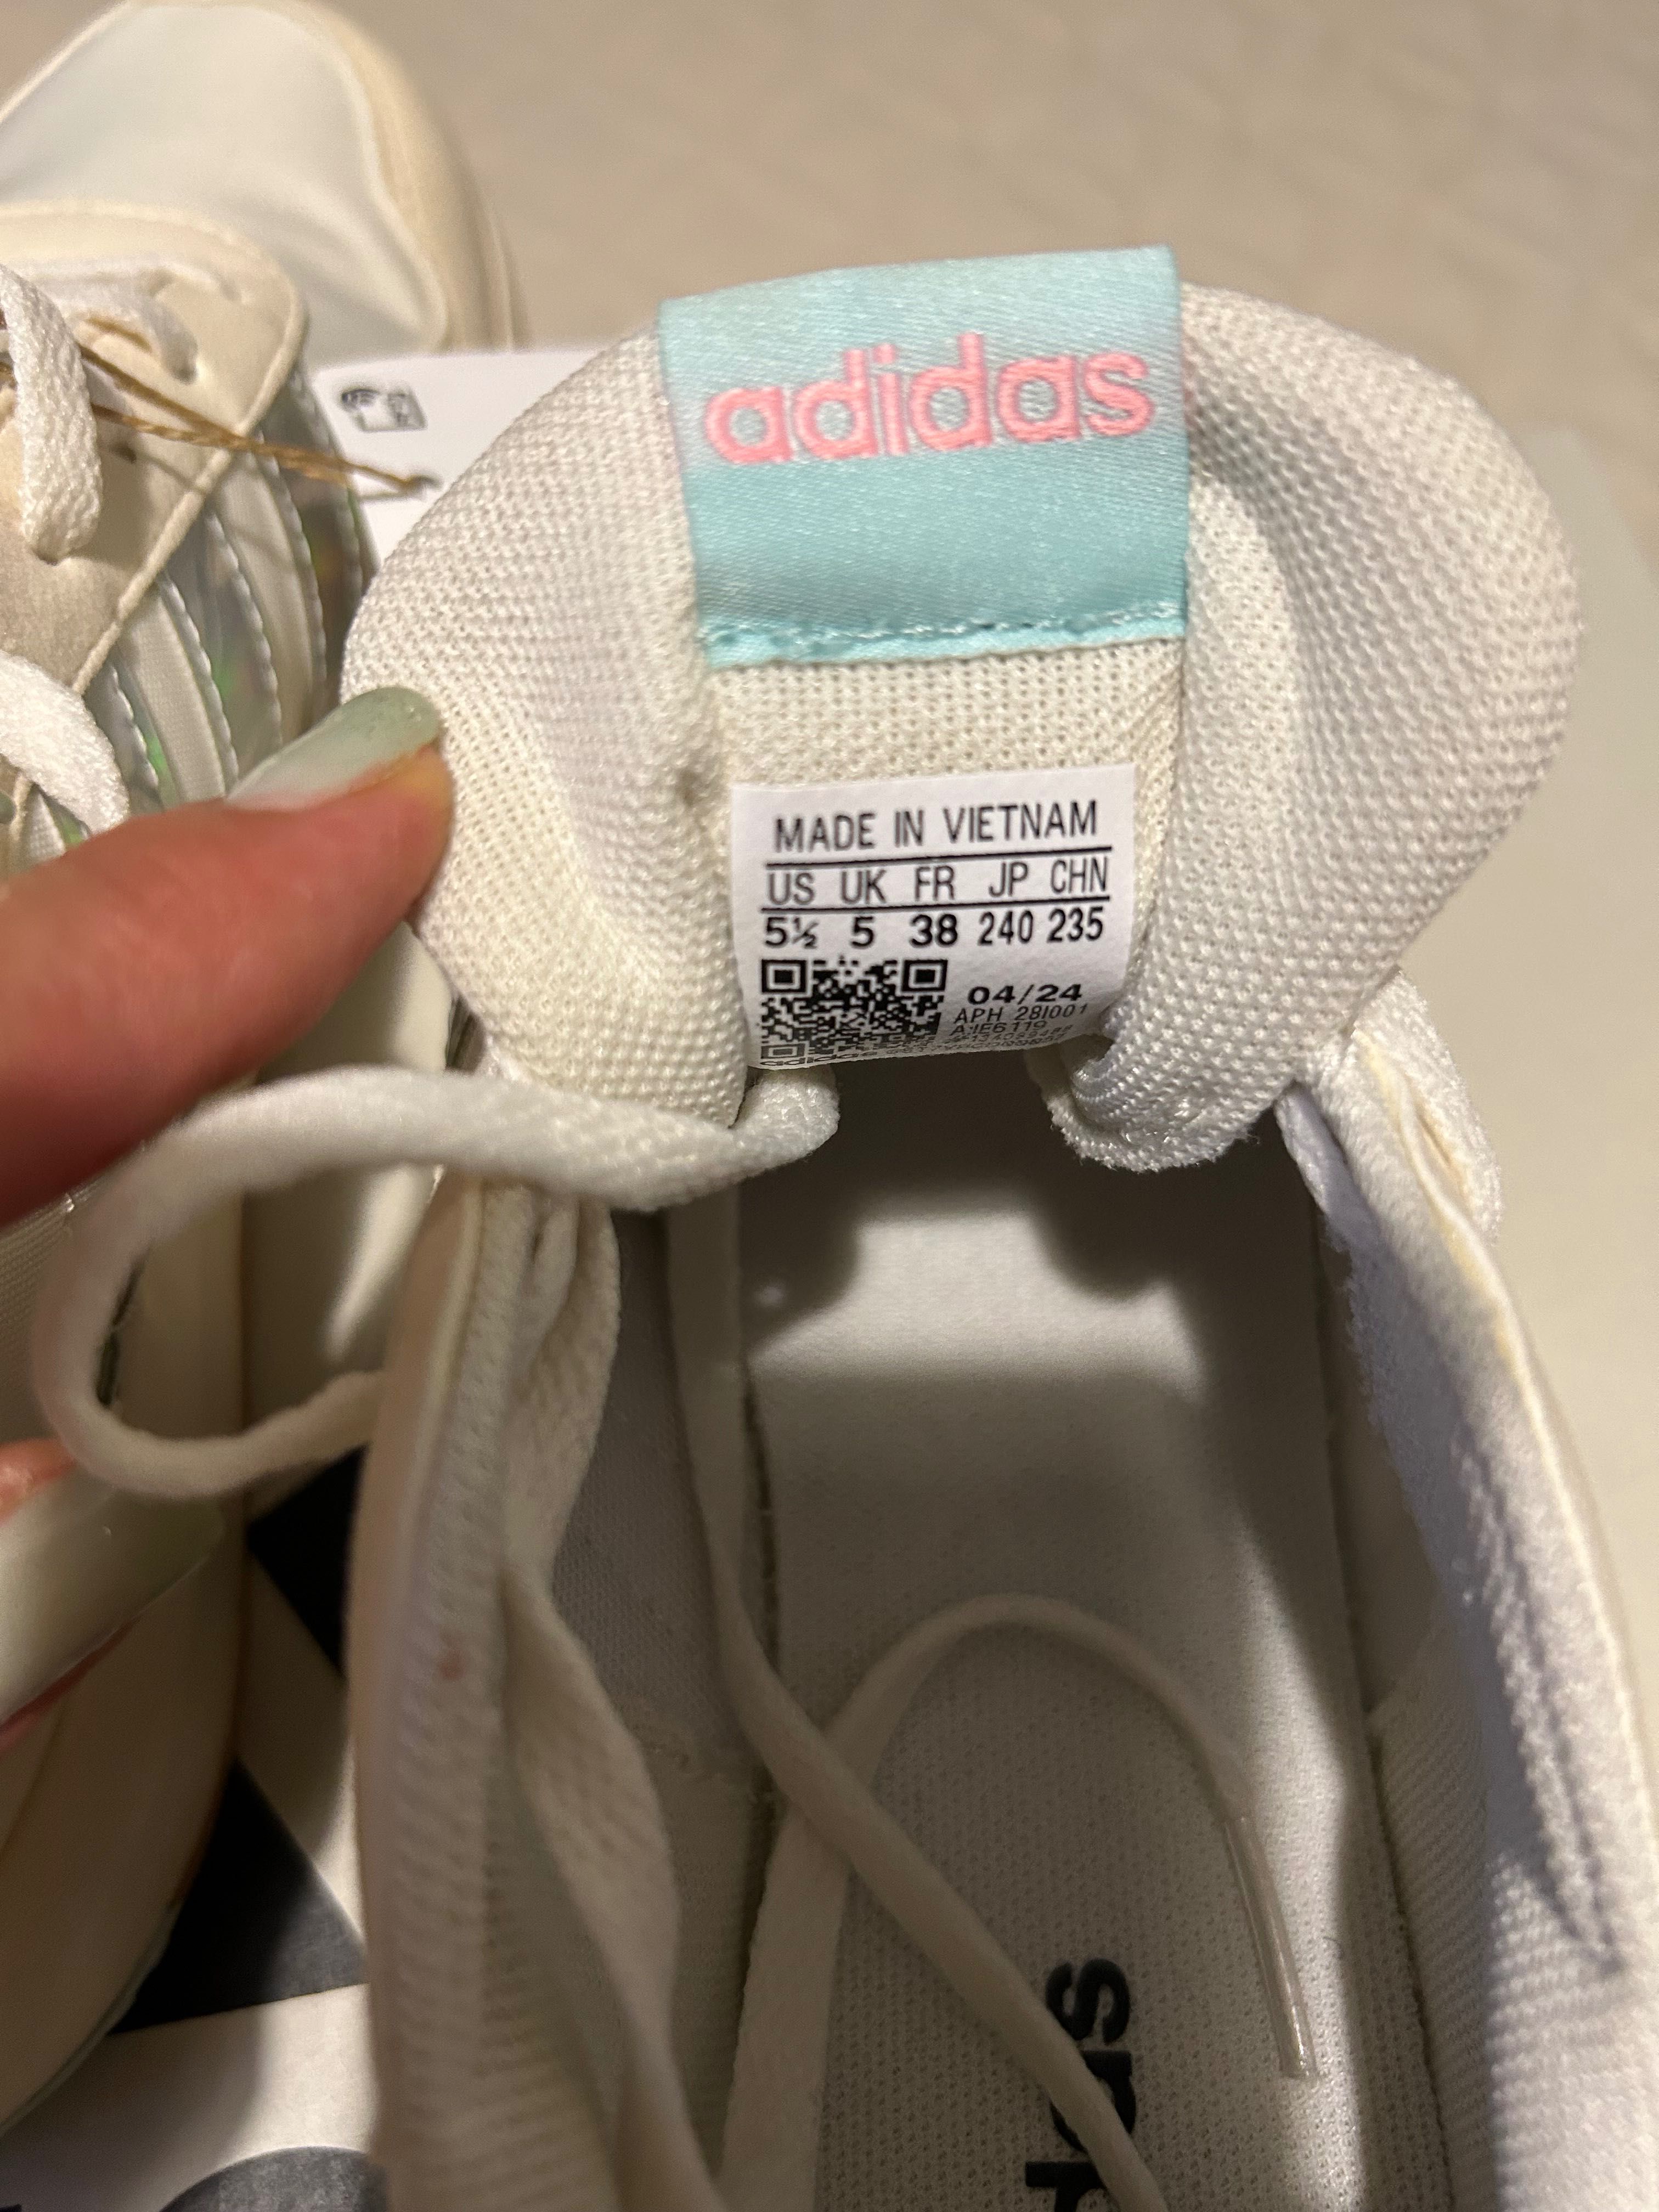 adidas
MADE IN VIETNAM
US UK FR JP CHN
5½ 5 38 240 235
04/24
APH 28I001
adidas